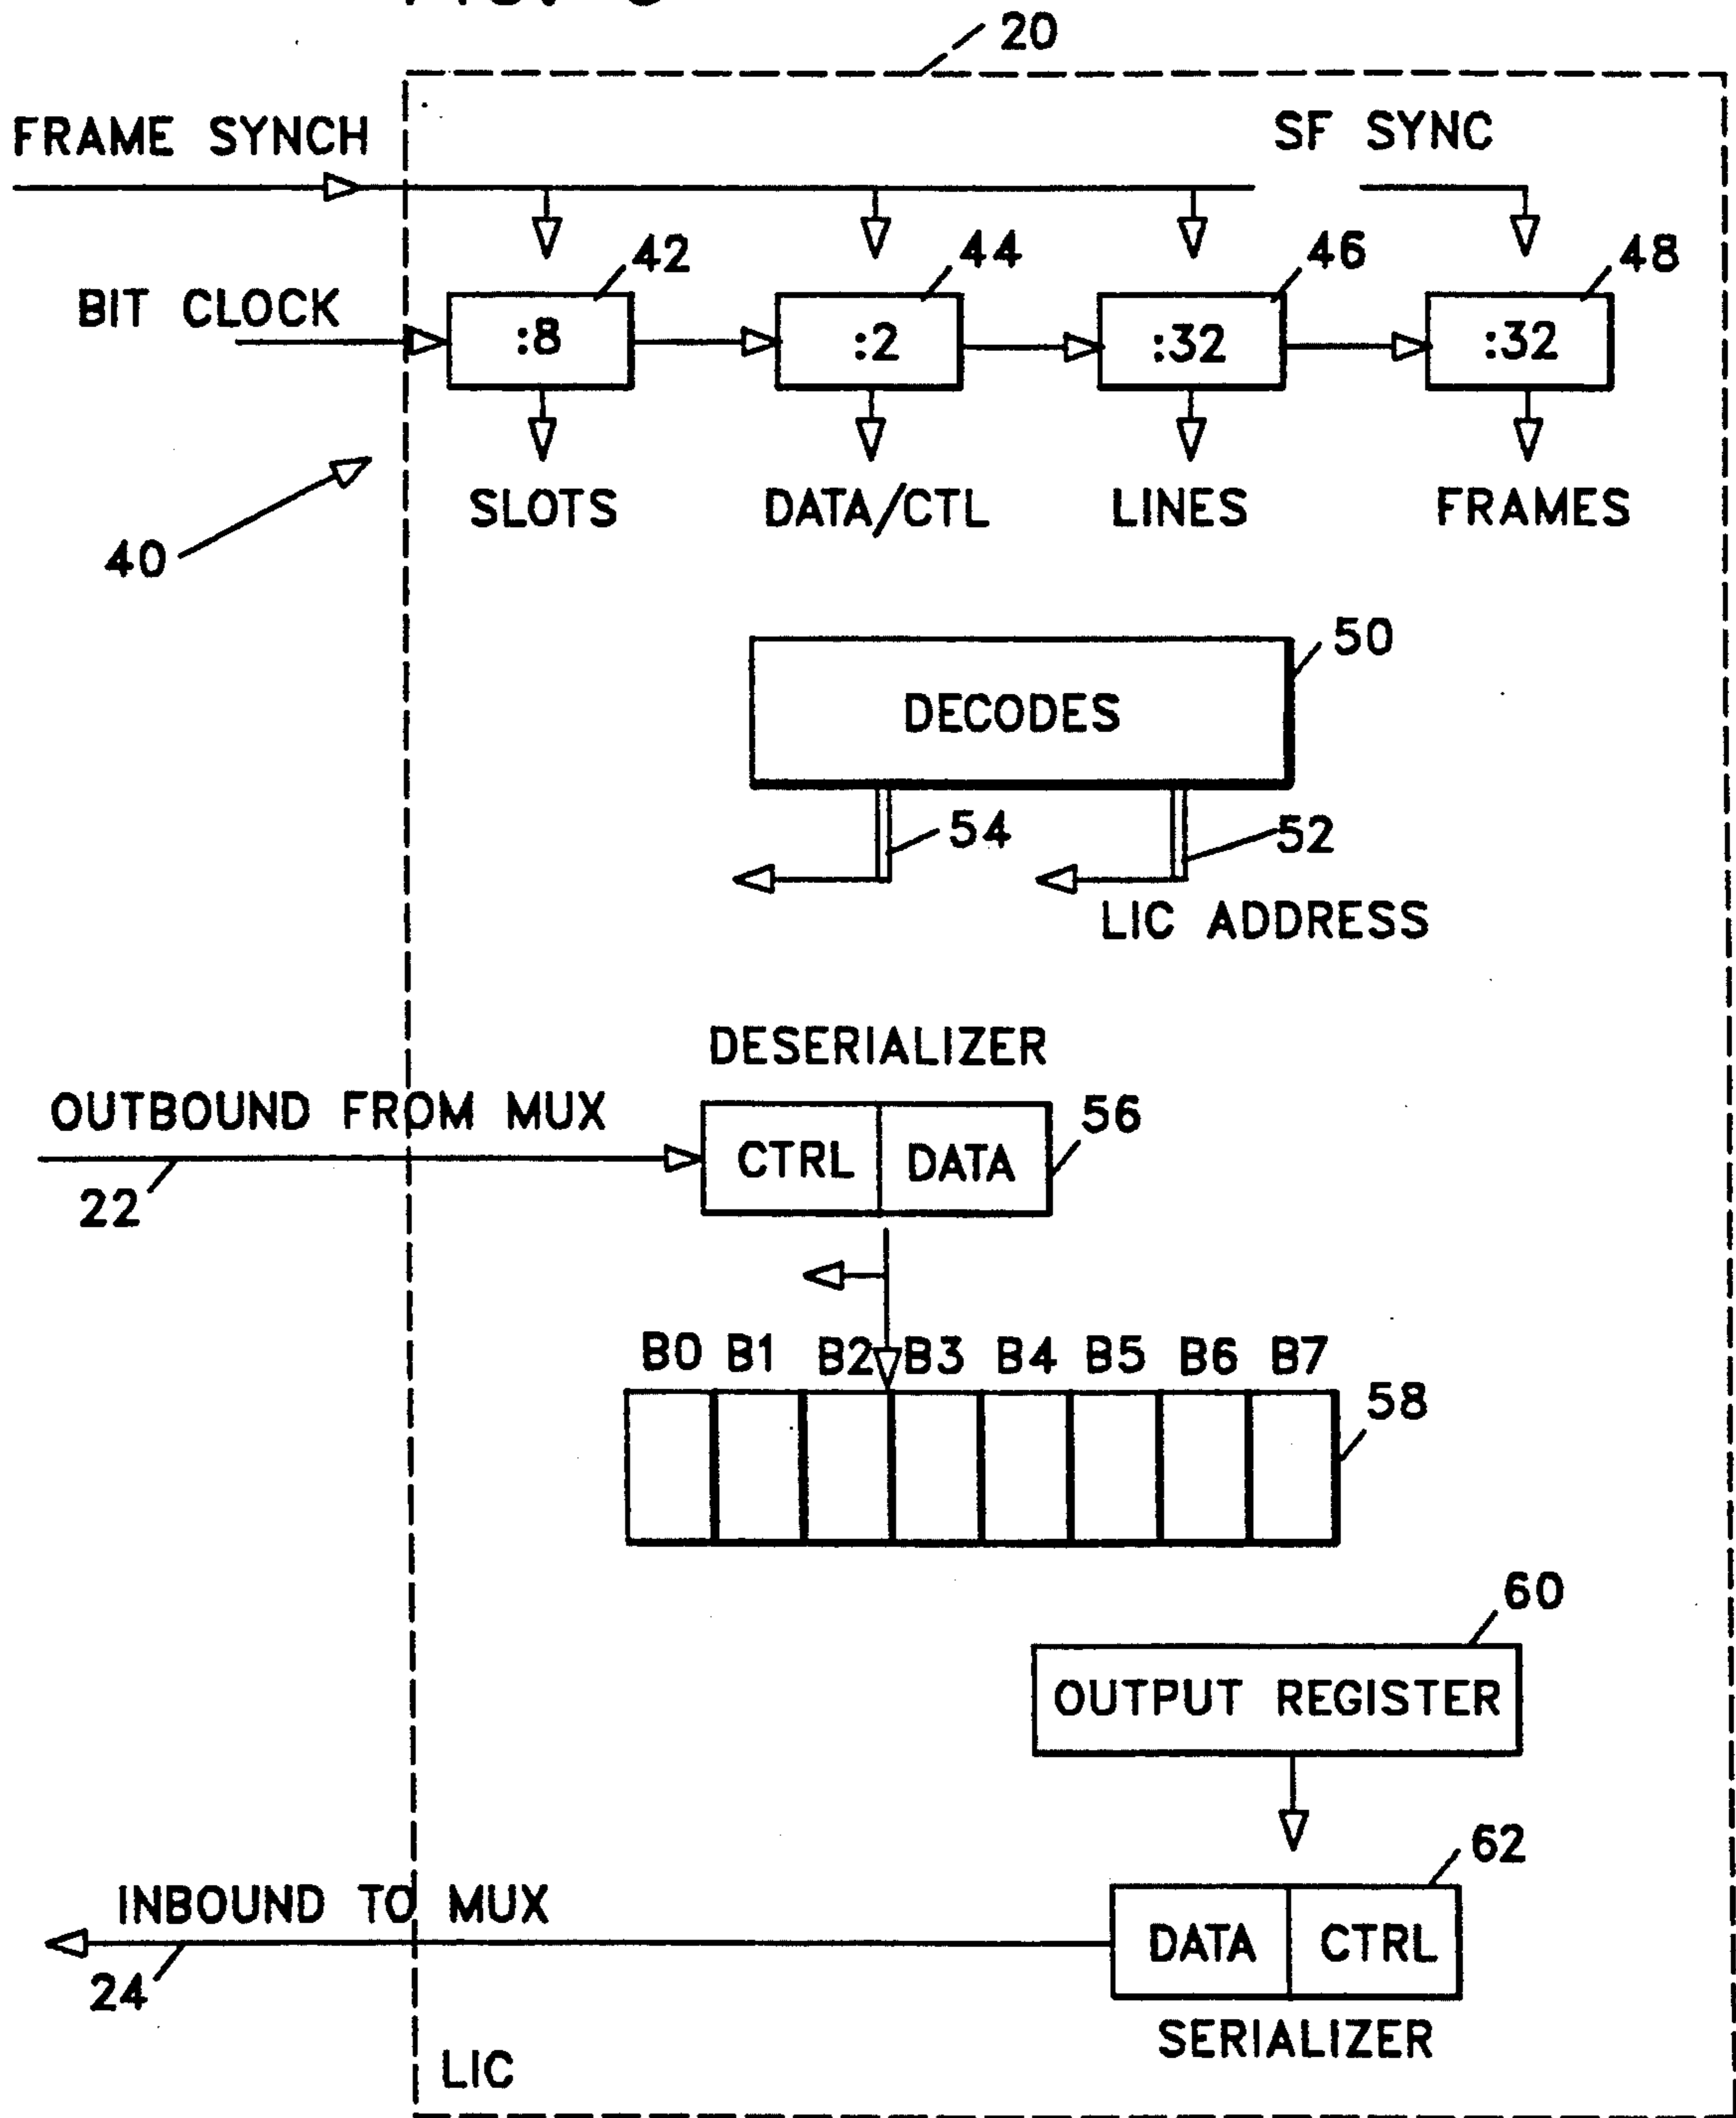 20
FRAME SYNCH
SF SYNC
42
44
46
48
BIT CLOCK
:8
:2
:32
:32
SLOTS
DATA/CTL
LINES
FRAMES
40
50
DECODES
54
52
LIC ADDRESS
DESERIALIZER
OUTBOUND FROM MUX
56
CTRL
DATA
22
B0 B1 B2 B3 B4 B5 B6 B7
58
60
OUTPUT REGISTER
62
INBOUND TO MUX
DATA
CTRL
24
SERIALIZER
LIC